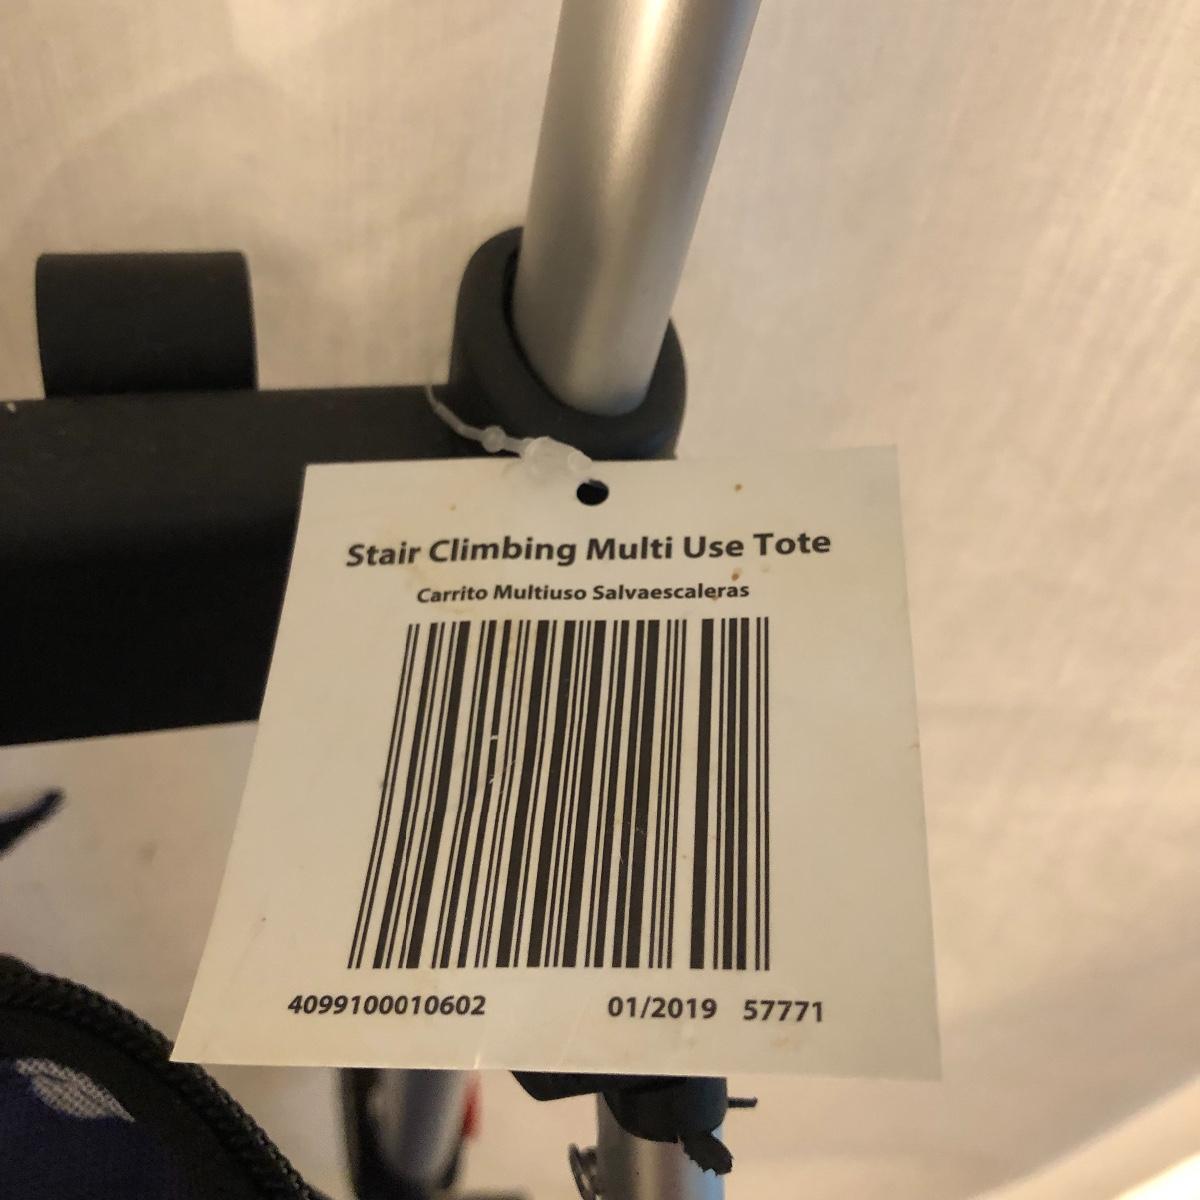 Stair Climbing Multi Use Tote
Carrito Multiuso Salvaescaleras
4099100010602 01/2019 57771